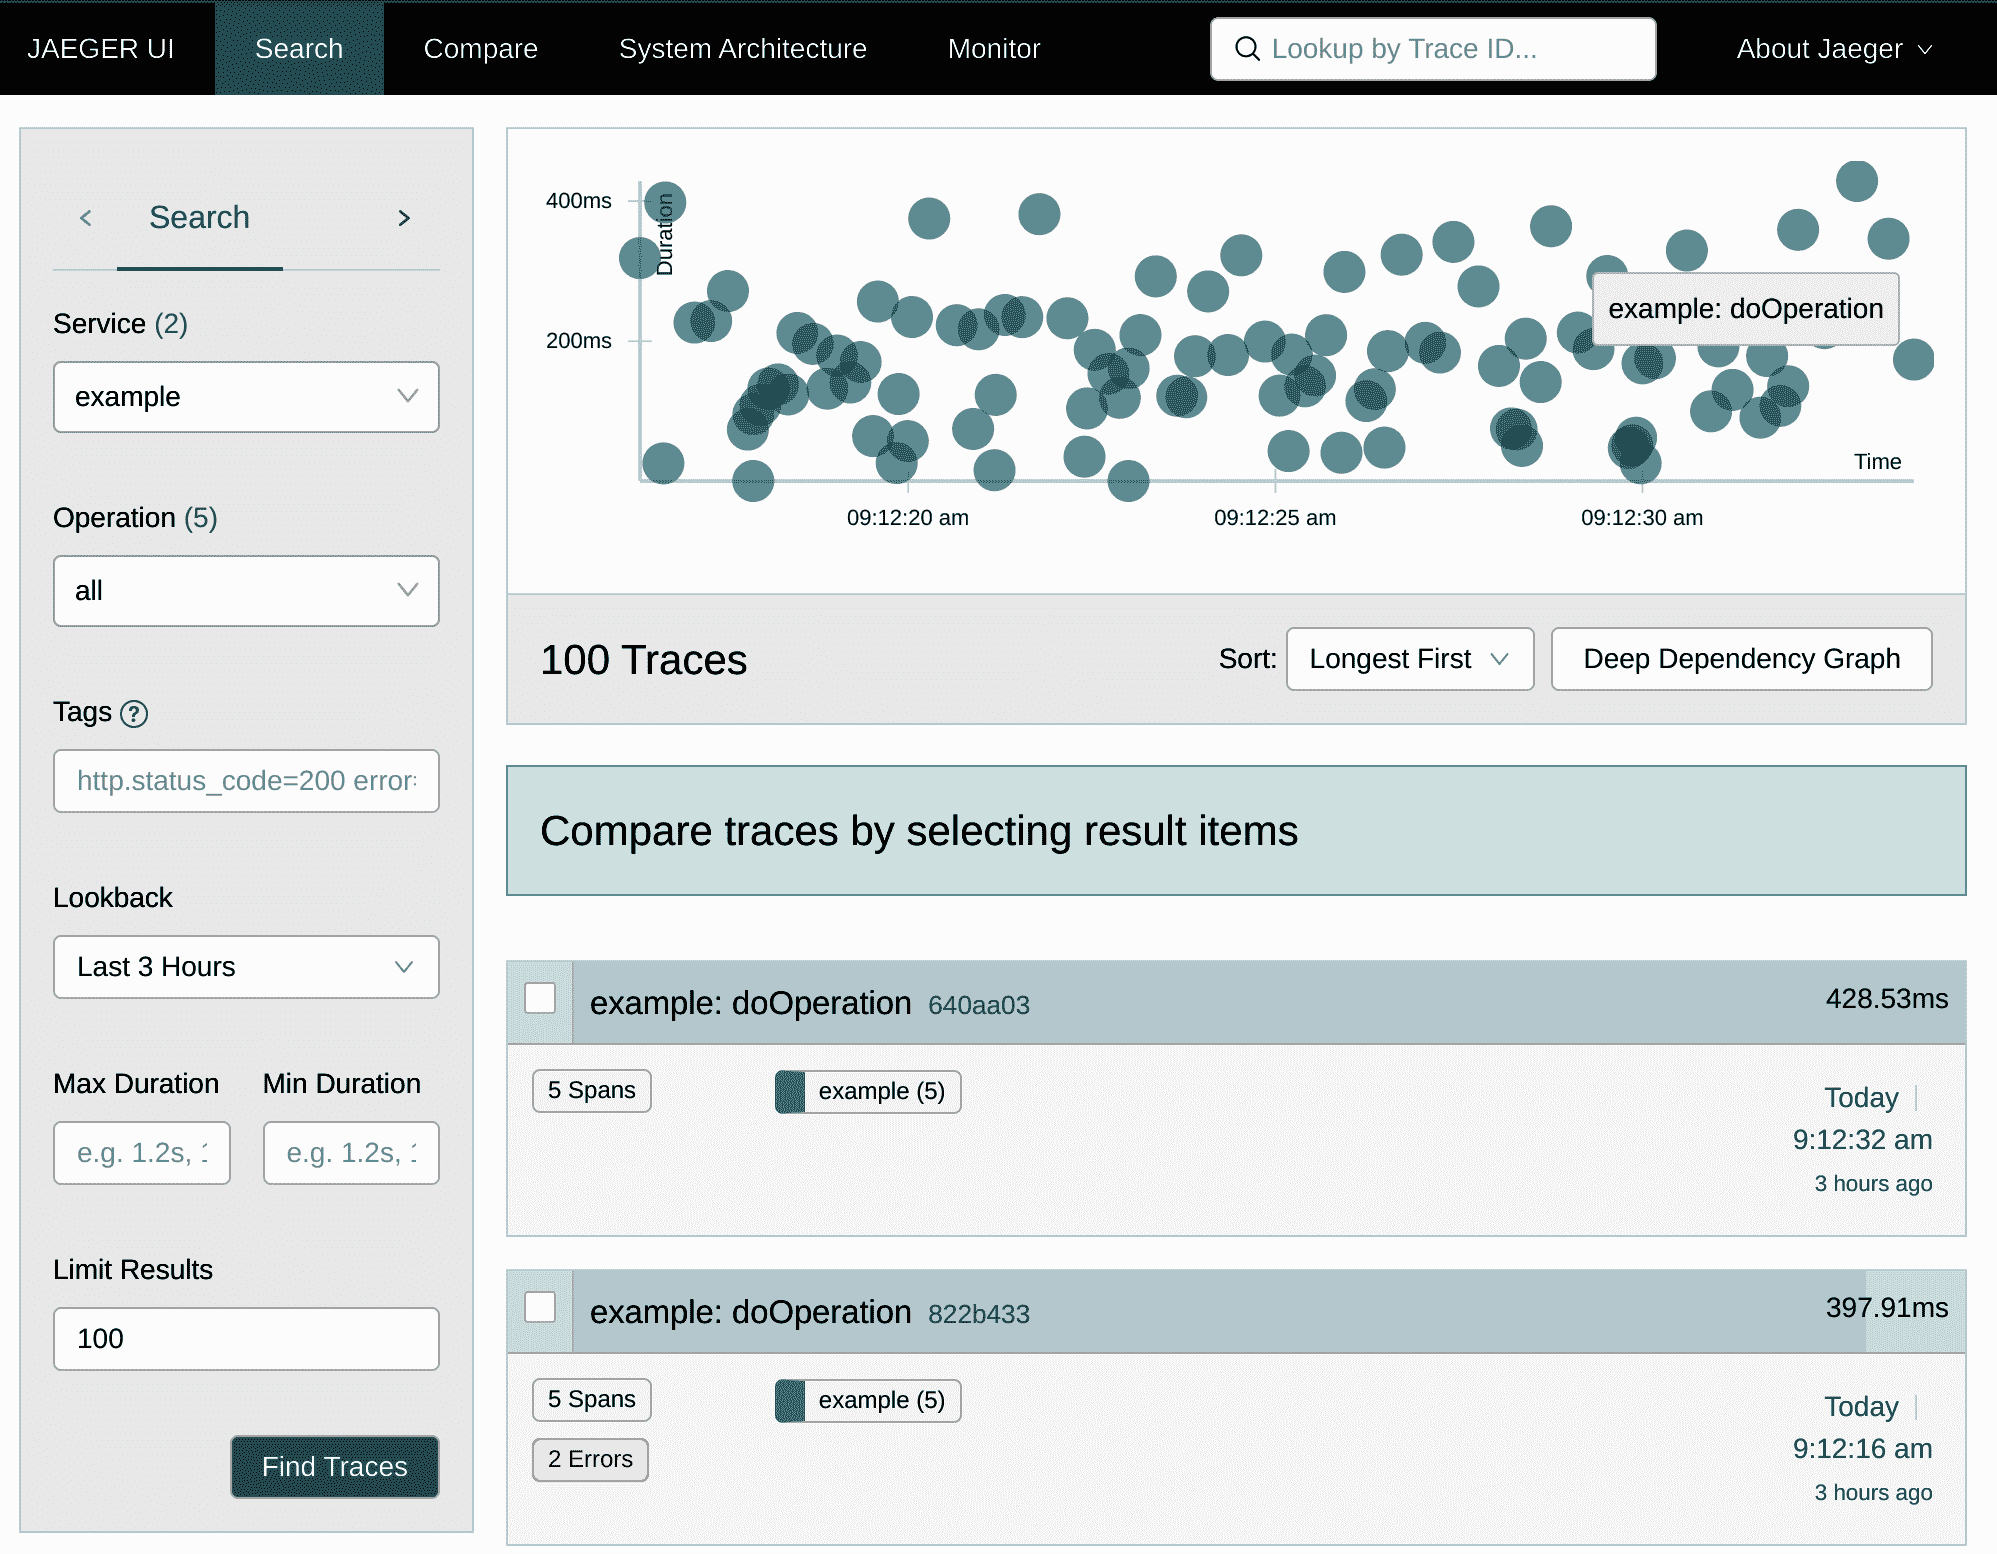 JAEGER UI Search Compare System Architecture Monitor Lookup by Trace ID... About Jaeger
Search
Service (2)
example
Operation (5)
all
Tags ?
http.status_code=200 error
Lookback
Last 3 Hours
Max Duration Min Duration
e.g. 1.2s, e.g. 1.2s,
Limit Results
100
Find Traces
400ms
Duration
200ms
example: doOperation
Time
09:12:20 am 09:12:25 am 09:12:30 am
100 Traces Sort: Longest First Deep Dependency Graph
Compare traces by selecting result items
example: doOperation 640aa03 428.53ms
5 Spans example (5) Today
9:12:32 am
3 hours ago
example: doOperation 822b433 397.91ms
5 Spans example (5) Today
2 Errors 9:12:16 am
3 hours ago